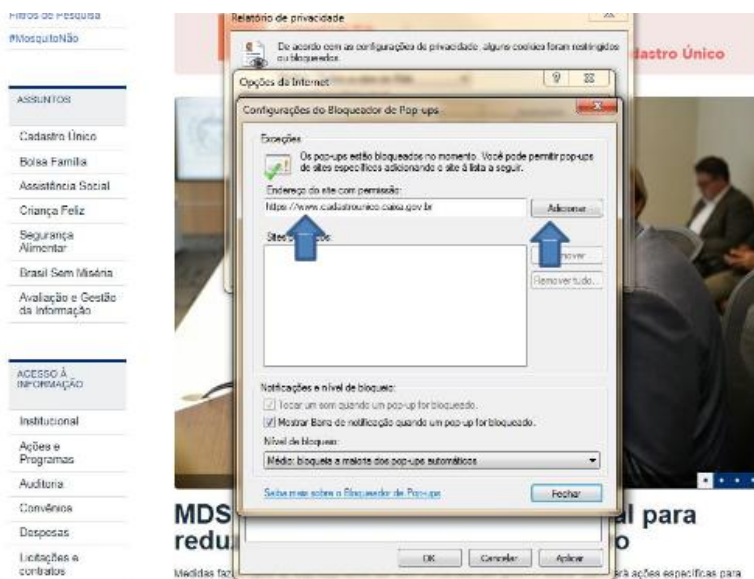 Filtros de Pesquisa
#MosquitoNão
ASSUNTOS
Cadastro Único
Bolsa Família
Assistência Social
Criança Feliz
Segurança
Alimentar
Brasil Sem Miséria
Avaliação e Gestão
da Informação
ACESSO À
INFORMAÇÃO
Institucional
Ações e
Programas
Auditoria
Convênios
Despesas
Licitações e
contratos
Relatório de privacidade
De acordo com as configurações de privacidade, alguns cookies foram restringidos
ou bloqueados.
dastro Único
Opções da Internet
Configurações do Bloqueador de Pop-ups
Exceções
Os pop-ups estão bloqueados no momento. Você pode permitir pop-ups
de sites específicos adicionando o site à lista a seguir.
Endereço do site com permissão:
https://www.cadastrounico.caixa.gov.br
Adicionar
Sites
Remover tudo...
Notificações e nível de bloqueio:
Tocar um som quando um pop-up for bloqueado.
Mostrar Barra de notificação quando um pop-up for bloqueado.
Nível de bloqueio:
Médio: bloqueia a maioria dos pop-ups automáticos
Saiba mais sobre o Bloqueador de Pop-ups
Fechar
MDS
al para
redu
o
OK
Cancelar
Aplicar
Medidas
ações específicas para